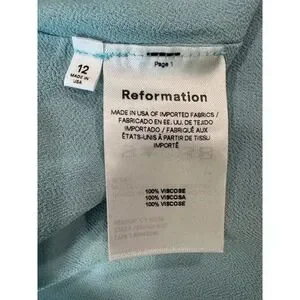 12
MADE IN
USA
Page 1
Reformation
MADE IN USA OF IMPORTED FABRICS /
FABRICADO EN EE. UU. DE TEJIDO
IMPORTADO / FABRIQUÉ AUX
ÉTATS-UNIS À PARTIR DE TISSU
IMPORTÉ
100% VISCOSE
100% VISCOSA
100% VISCOSE